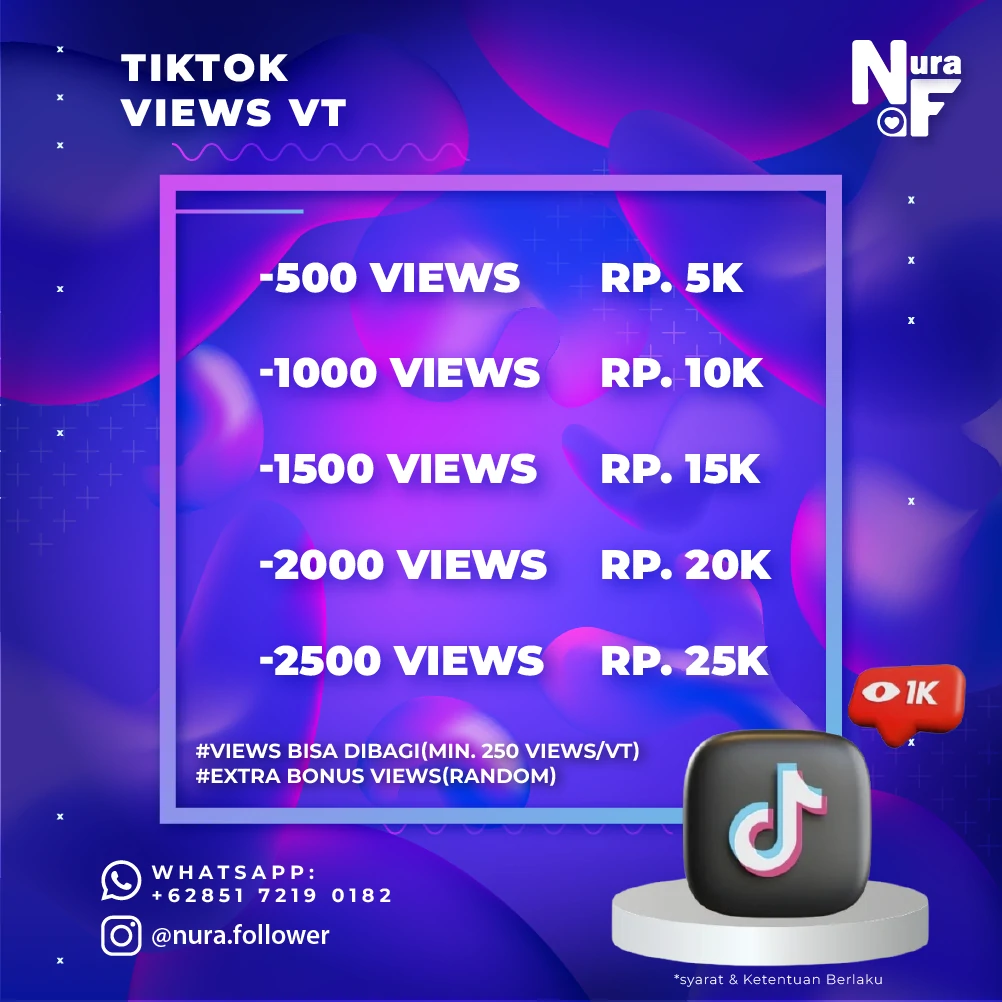 TIKTOK
VIEWS VT
Nura
F
-500 VIEWS RP. 5K
-1000 VIEWS RP. 10K
-1500 VIEWS RP. 15K
-2000 VIEWS RP. 20K
-2500 VIEWS RP. 25K
1K
#VIEWS BISA DIBAGI(MIN. 250 VIEWS/VT)
#EXTRA BONUS VIEWS(RANDOM)
WHATSAPP:
+62851 7219 0182
@nura.follower
*syarat & Ketentuan Berlaku